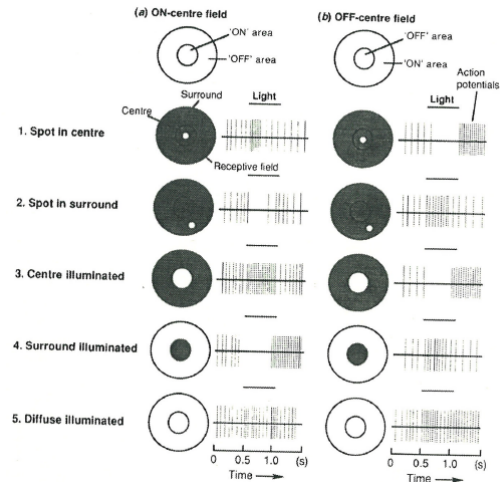 (a) ON-centre field
(b) OFF-centre field
'ON' area
'OFF' area
'OFF' area
'ON' area
Action
potentials
Light
Light
Surround
Centre
1. Spot in centre
Receptive field
2. Spot in surround
3. Centre illuminated
4. Surround illuminated
5. Diffuse illuminated
0 0.5 1.0 (s)
Time
0 0.5 1.0 (s)
Time